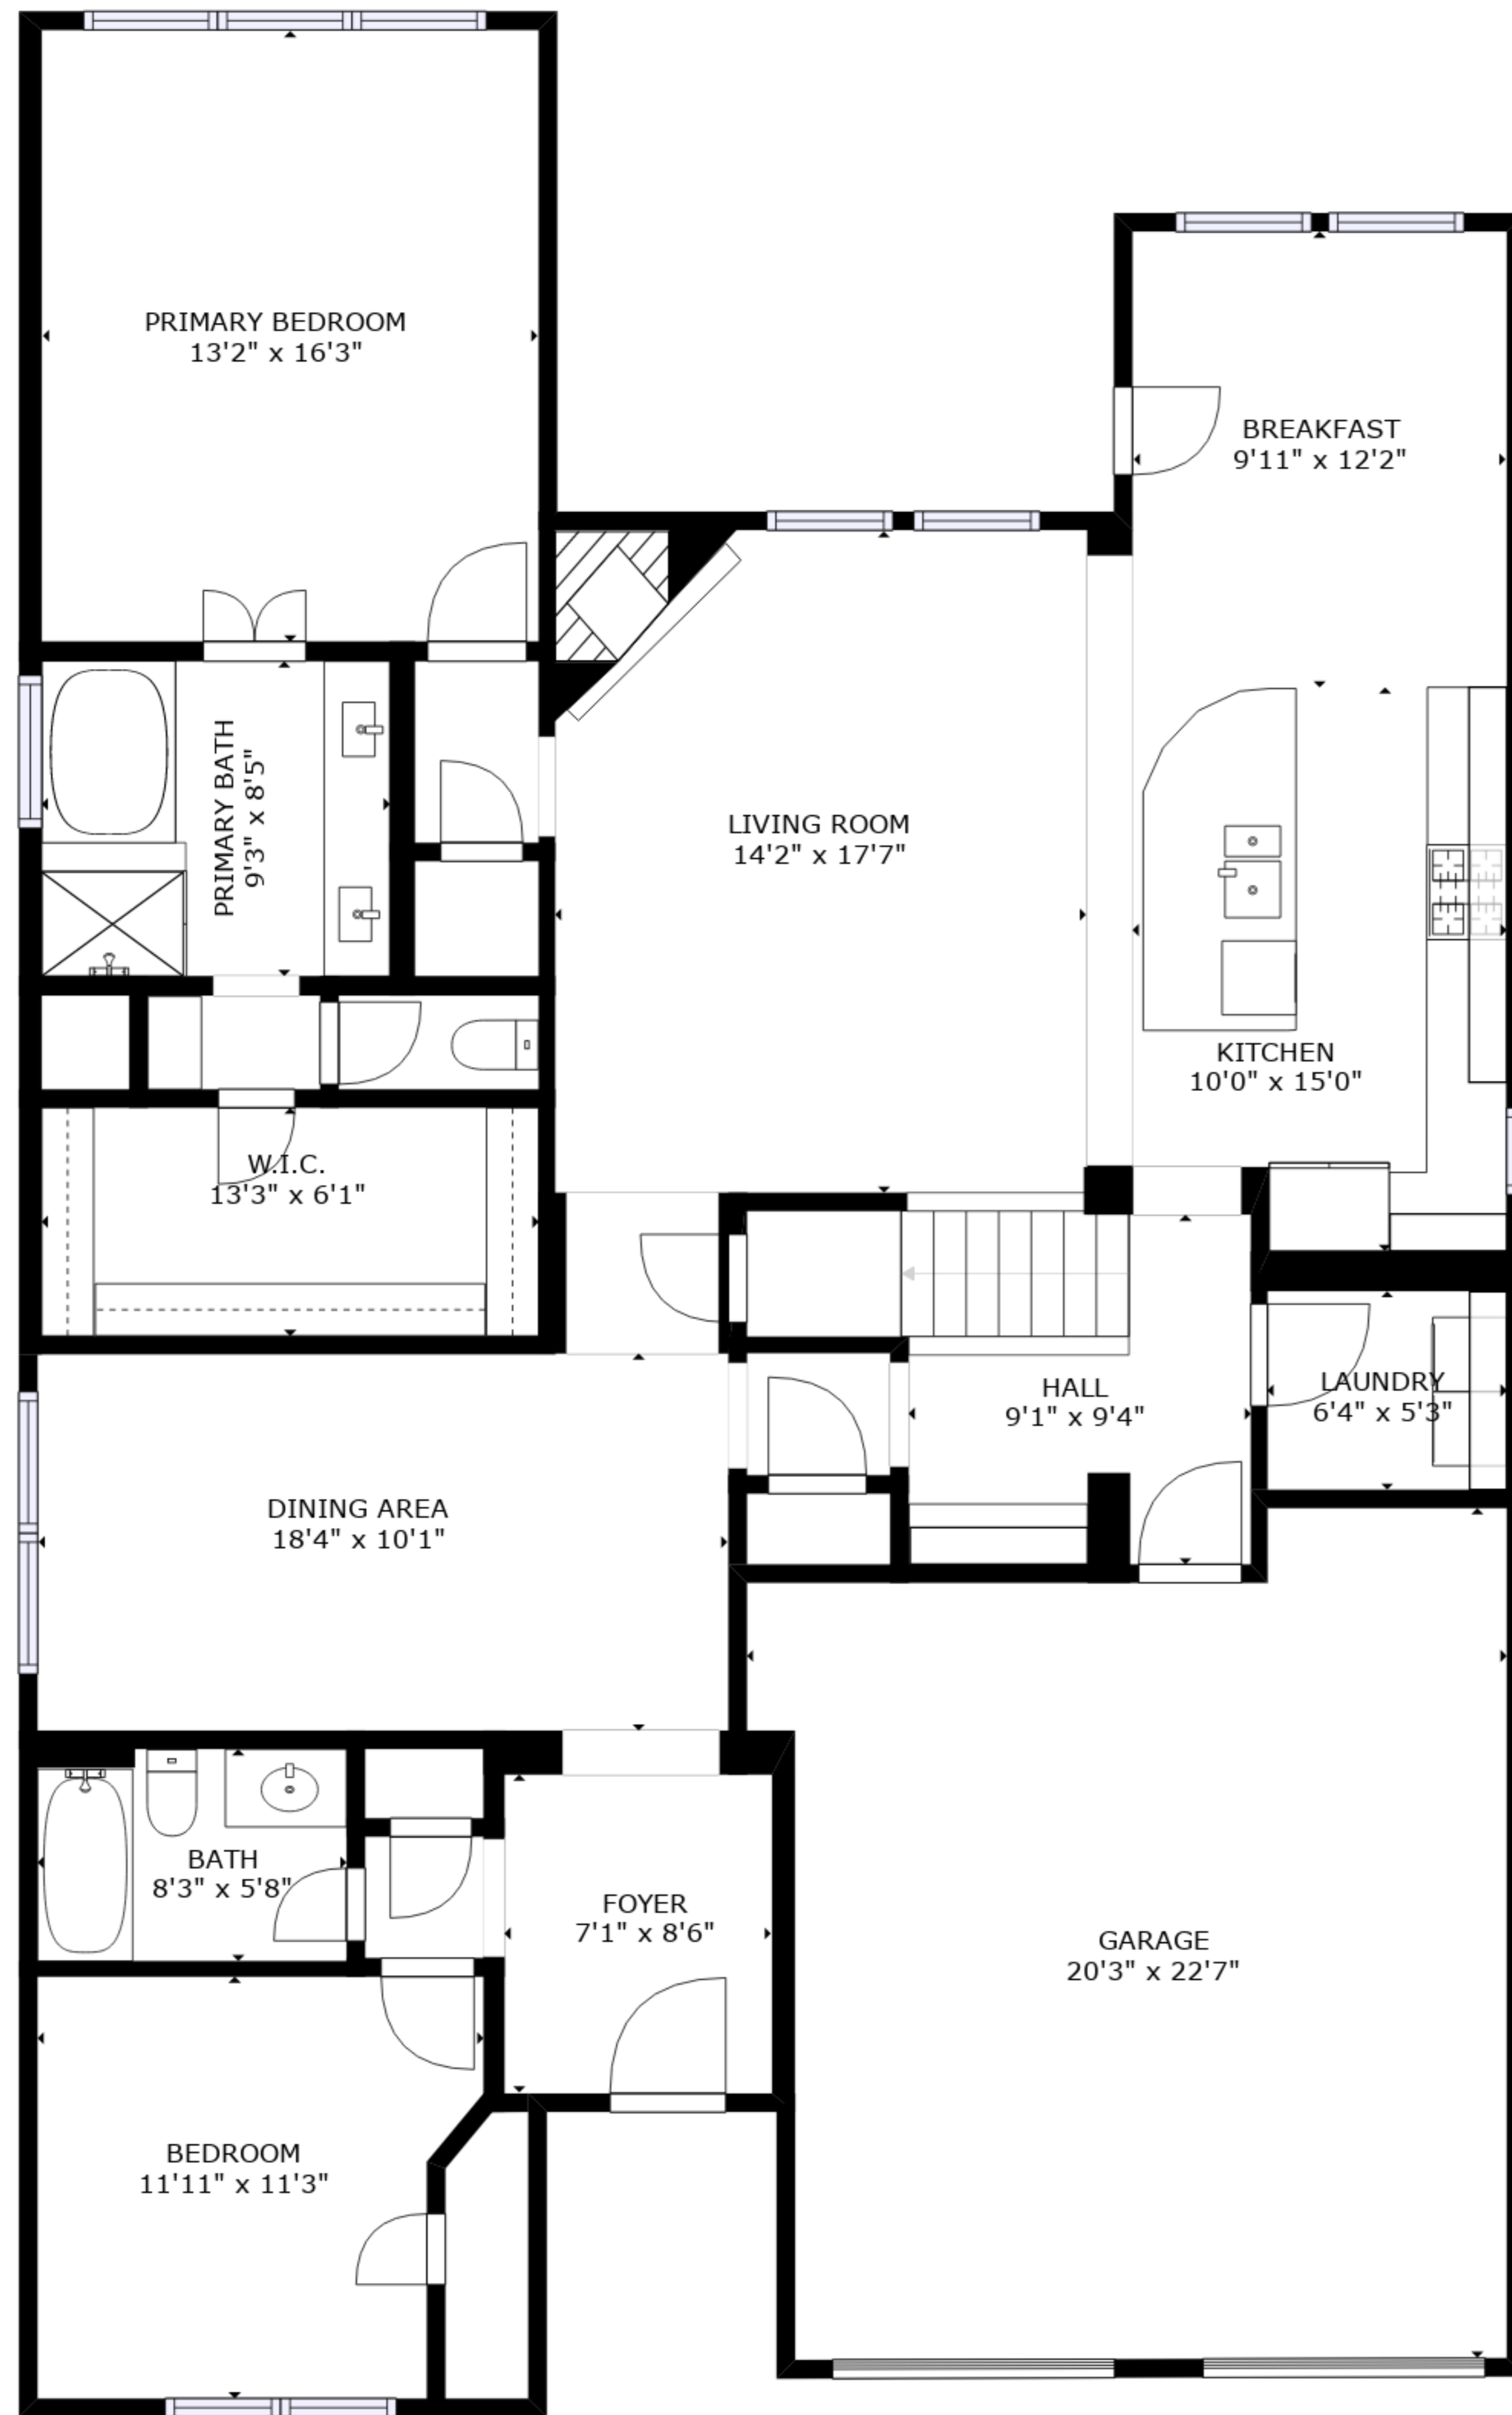 PRIMARY BEDROOM
13'2" x 16'3"
BREAKFAST
9'11" x 12'2"
PRIMARY BATH
9'3" x 8'5"
LIVING ROOM
14'2" x 17'7"
KITCHEN
10'0" x 15'0"
W.I.C.
13'3" x 6'1"
HALL
9'1" x 9'4"
LAUNDRY
6'4" x 5'3"
DINING AREA
18'4" x 10'1"
BATH
8'3" x 5'8"
FOYER
7'1" x 8'6"
GARAGE
20'3" x 22'7"
BEDROOM
11'11" x 11'3"